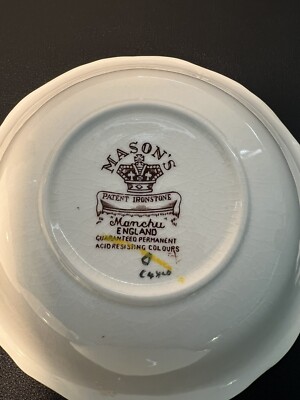 MASON'S
PATENT IRONSTONE
"Manchu"
ENGLAND
GUARANTEED PERMANENT
ACID RESISTING COLOURS